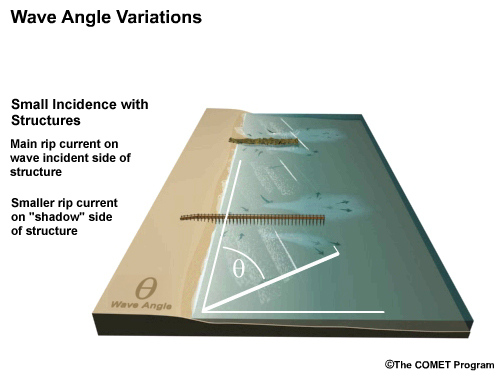 Wave Angle Variations
Small Incidence with
Structures
Main rip current on
wave incident side of
structure
Smaller rip current
on "shadow" side
of structure
θ
θ
Wave Angle
©The COMET Program